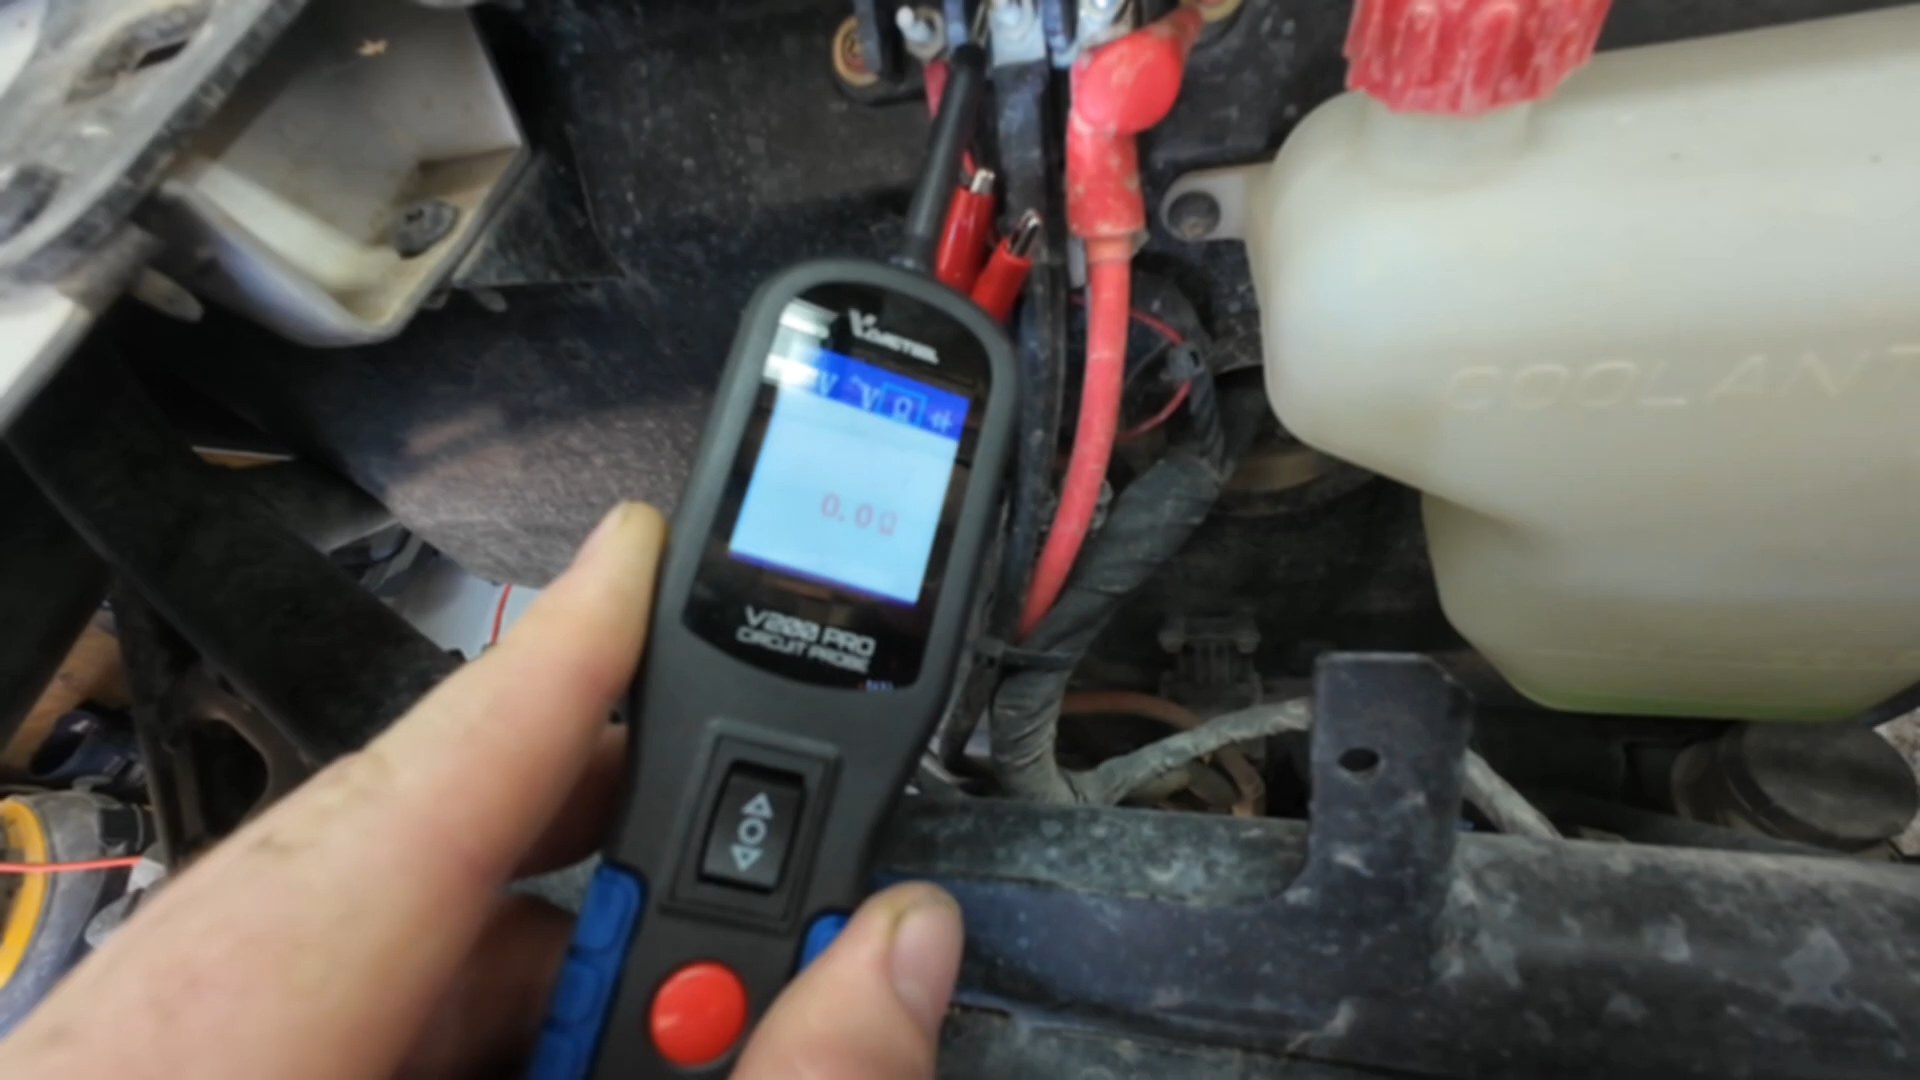 V Ṽ Ω
0.0Ω
V200 PRO
CIRCUIT PROBE
COOLANT